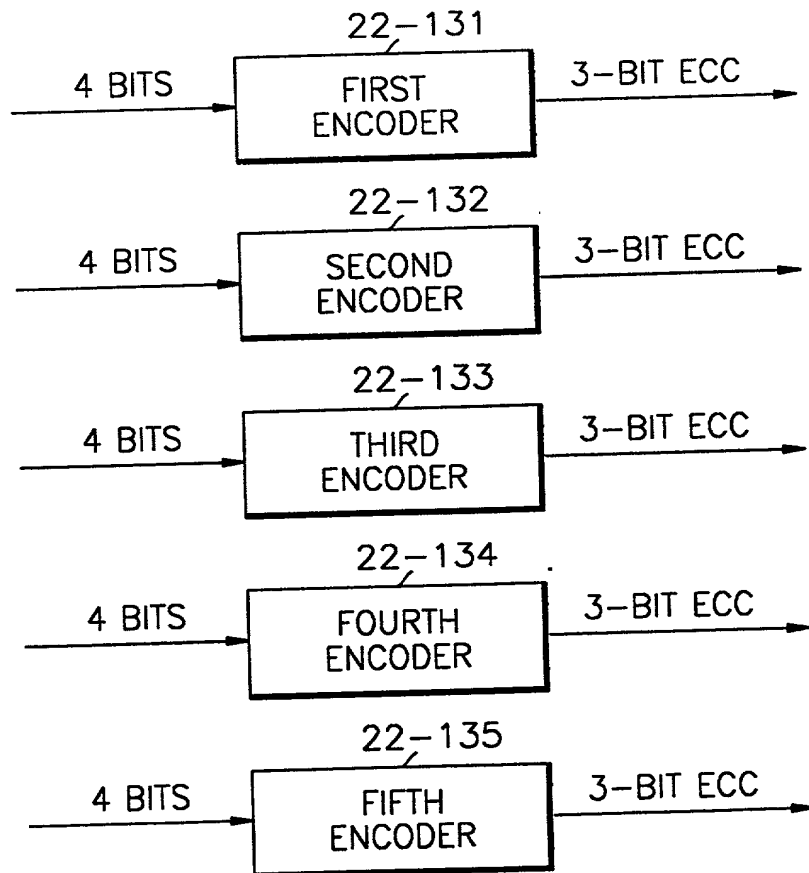 22-131
4 BITS
FIRST
ENCODER
3-BIT ECC
22-132
4 BITS
SECOND
ENCODER
3-BIT ECC
22-133
4 BITS
THIRD
ENCODER
3-BIT ECC
22-134
4 BITS
FOURTH
ENCODER
3-BIT ECC
22-135
4 BITS
FIFTH
ENCODER
3-BIT ECC